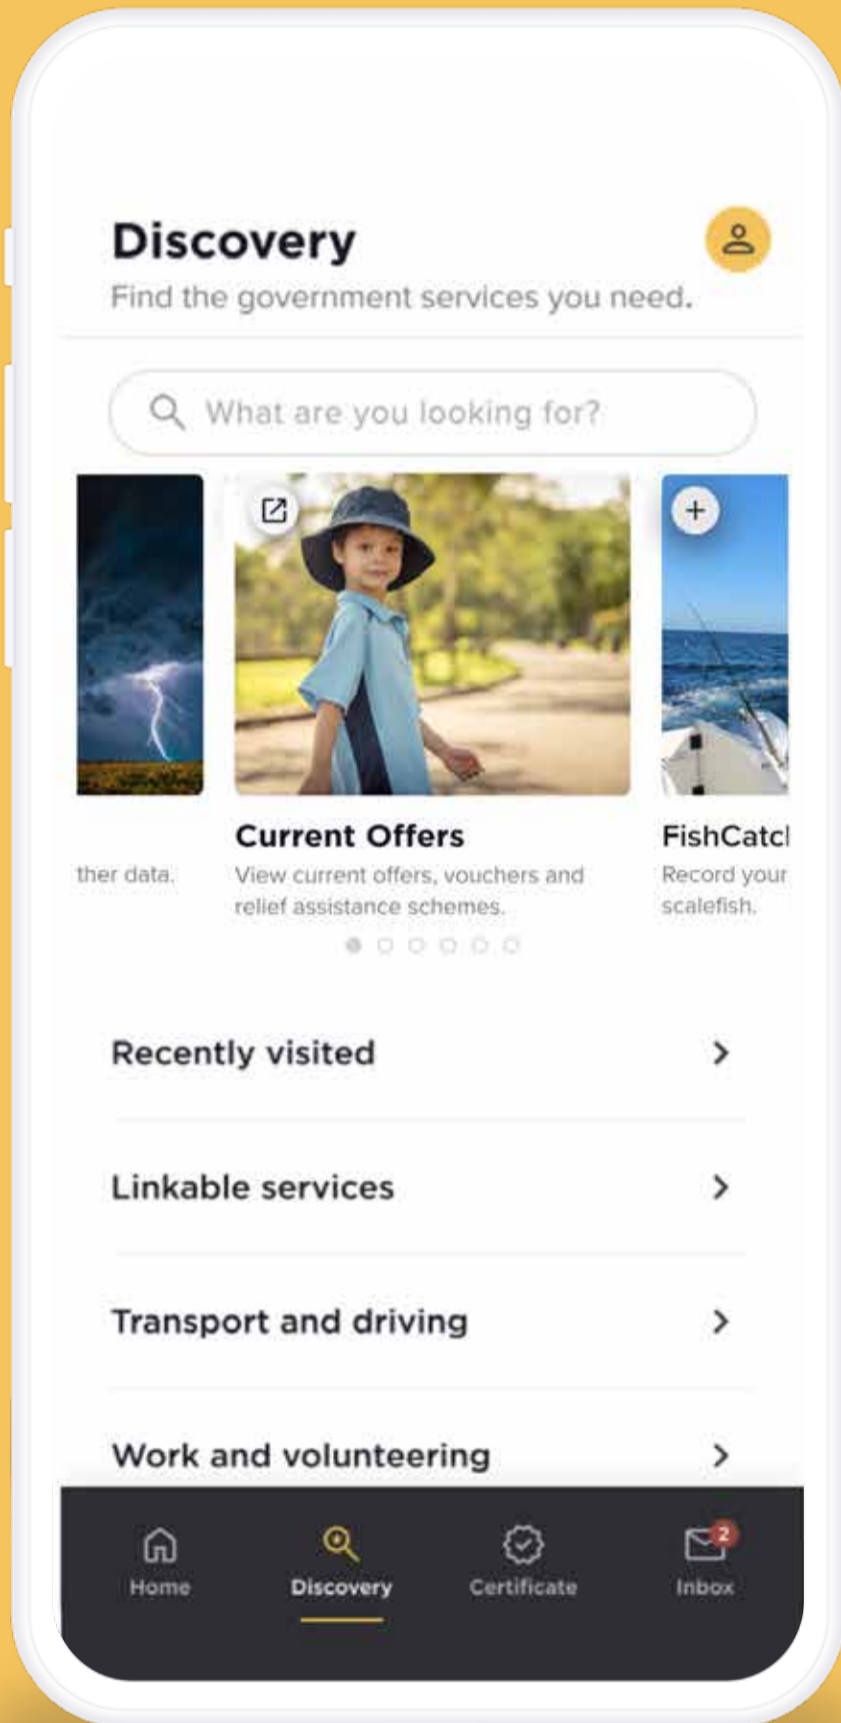 Discovery
Find the government services you need.
What are you looking for?
ther data.
Current Offers
View current offers, vouchers and
relief assistance schemes.
FishCatc
Record your
scalefish.
Recently visited
Linkable services
Transport and driving
Work and volunteering
Home
Discovery
Certificate
2
Inbox